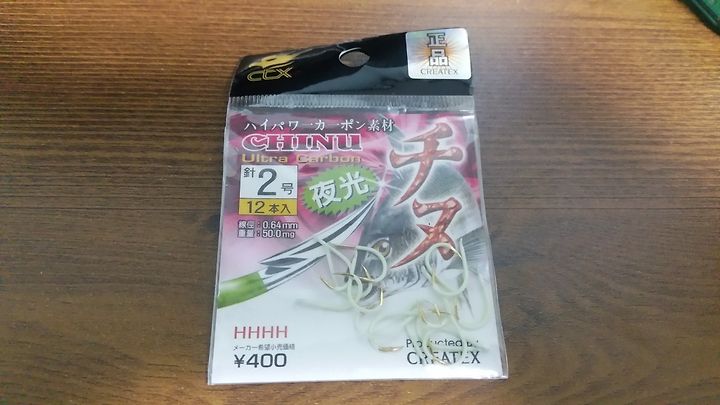 CCX
正品
CREATEX
ハイパワーカーボン素材
CHINU
Ultra Carbon
針
2号
12本入
夜光
チヌ
線径:0.64mm
重量:50.0mg
HHHH
メーカー希望小売価格
¥400
Producted by
CREATEX